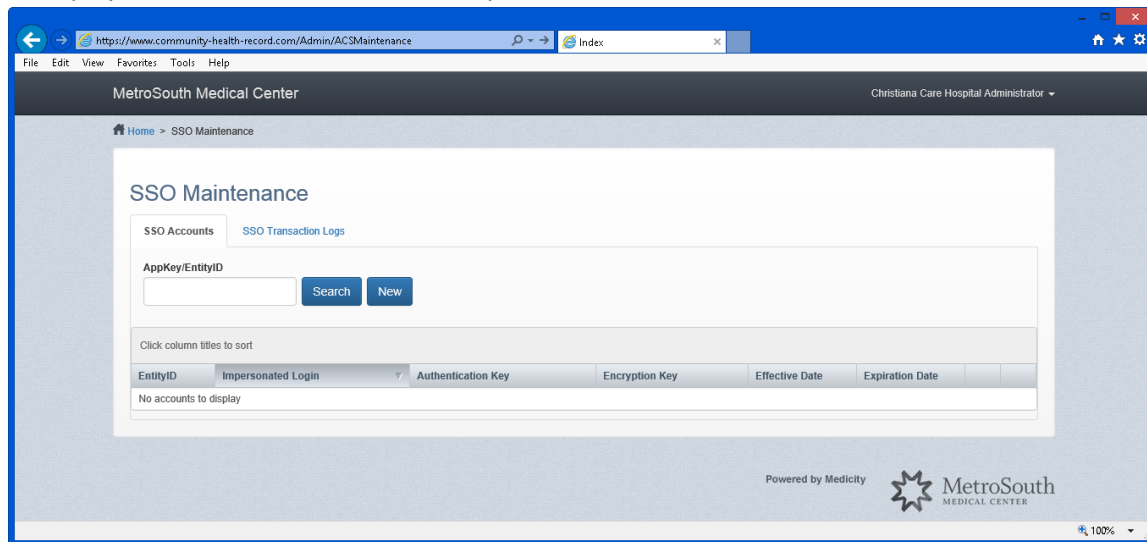 https://www.community-health-record.com/Admin/ACSMaintenance
Index
File Edit View Favorites Tools Help
MetroSouth Medical Center
Christiana Care Hospital Administrator
Home > SSO Maintenance
SSO Maintenance
SSO Accounts SSO Transaction Logs
AppKey/EntityID
Search New
Click column titles to sort
EntityID Impersonated Login Authentication Key Encryption Key Effective Date Expiration Date
No accounts to display
Powered by Medicity
MetroSouth
MEDICAL CENTER
100%